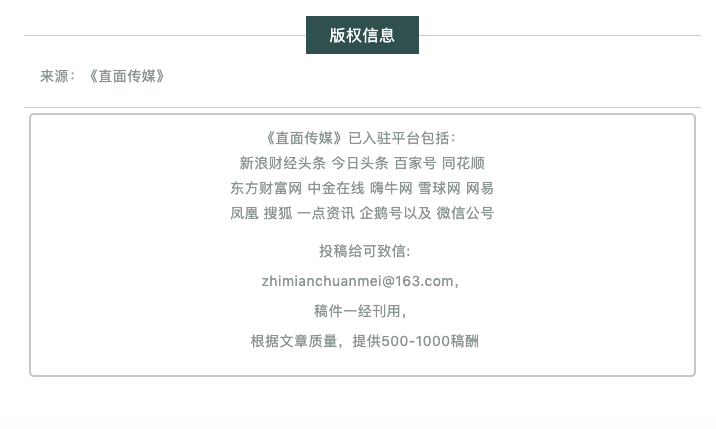 版权信息
来源：《直面传媒》
《直面传媒》已入驻平台包括：
新浪财经头条 今日头条 百家号 同花顺
东方财富网 中金在线 嗨牛网 雪球网 网易
凤凰 搜狐 一点资讯 企鹅号以及 微信公号
投稿给可致信:
zhimianchuanmei@163.com，
稿件一经刊用，
根据文章质量，提供500-1000稿酬